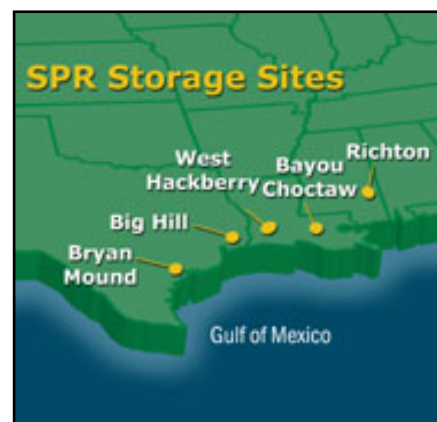 SPR Storage Sites
West
Hackberry
Bayou
Choctaw
Richton
Big Hill
Bryan
Mound
Gulf of Mexico